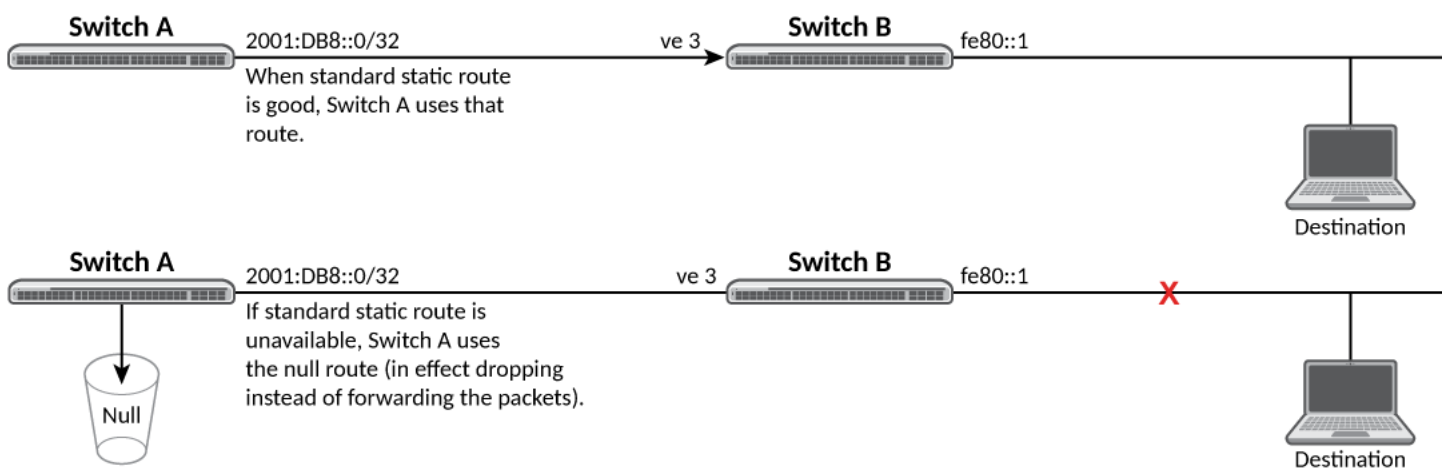 Switch A
2001:DB8::0/32
ve 3
Switch B
fe80::1
When standard static route
is good, Switch A uses that
route.
Destination
Switch A
2001:DB8::0/32
ve 3
Switch B
fe80::1
X
If standard static route is
unavailable, Switch A uses
the null route (in effect dropping
instead of forwarding the packets).
Null
Destination